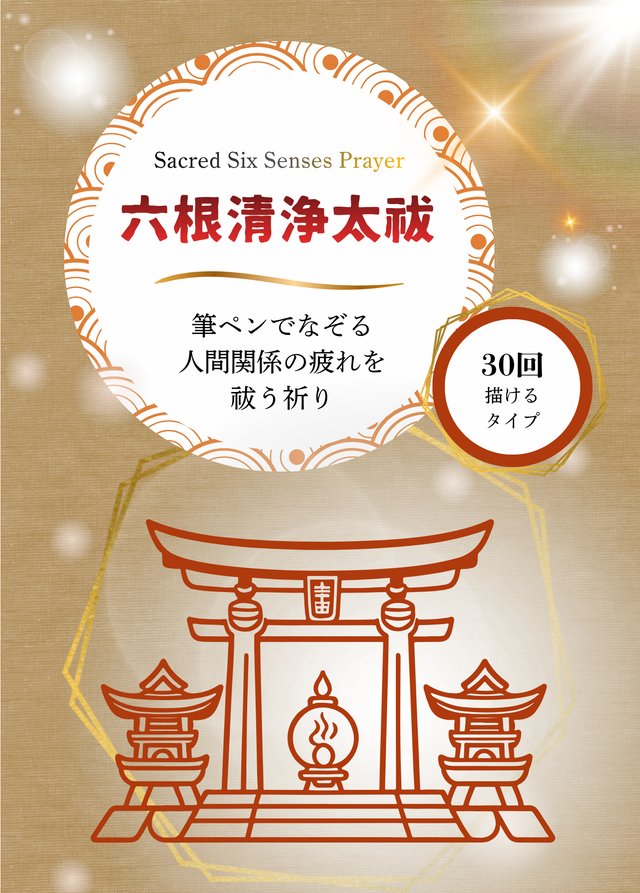 Sacred Six Senses Prayer
六根清浄太祓
筆ペンでなぞる
人間関係の疲れを
祓う祈り
30回
描ける
タイプ